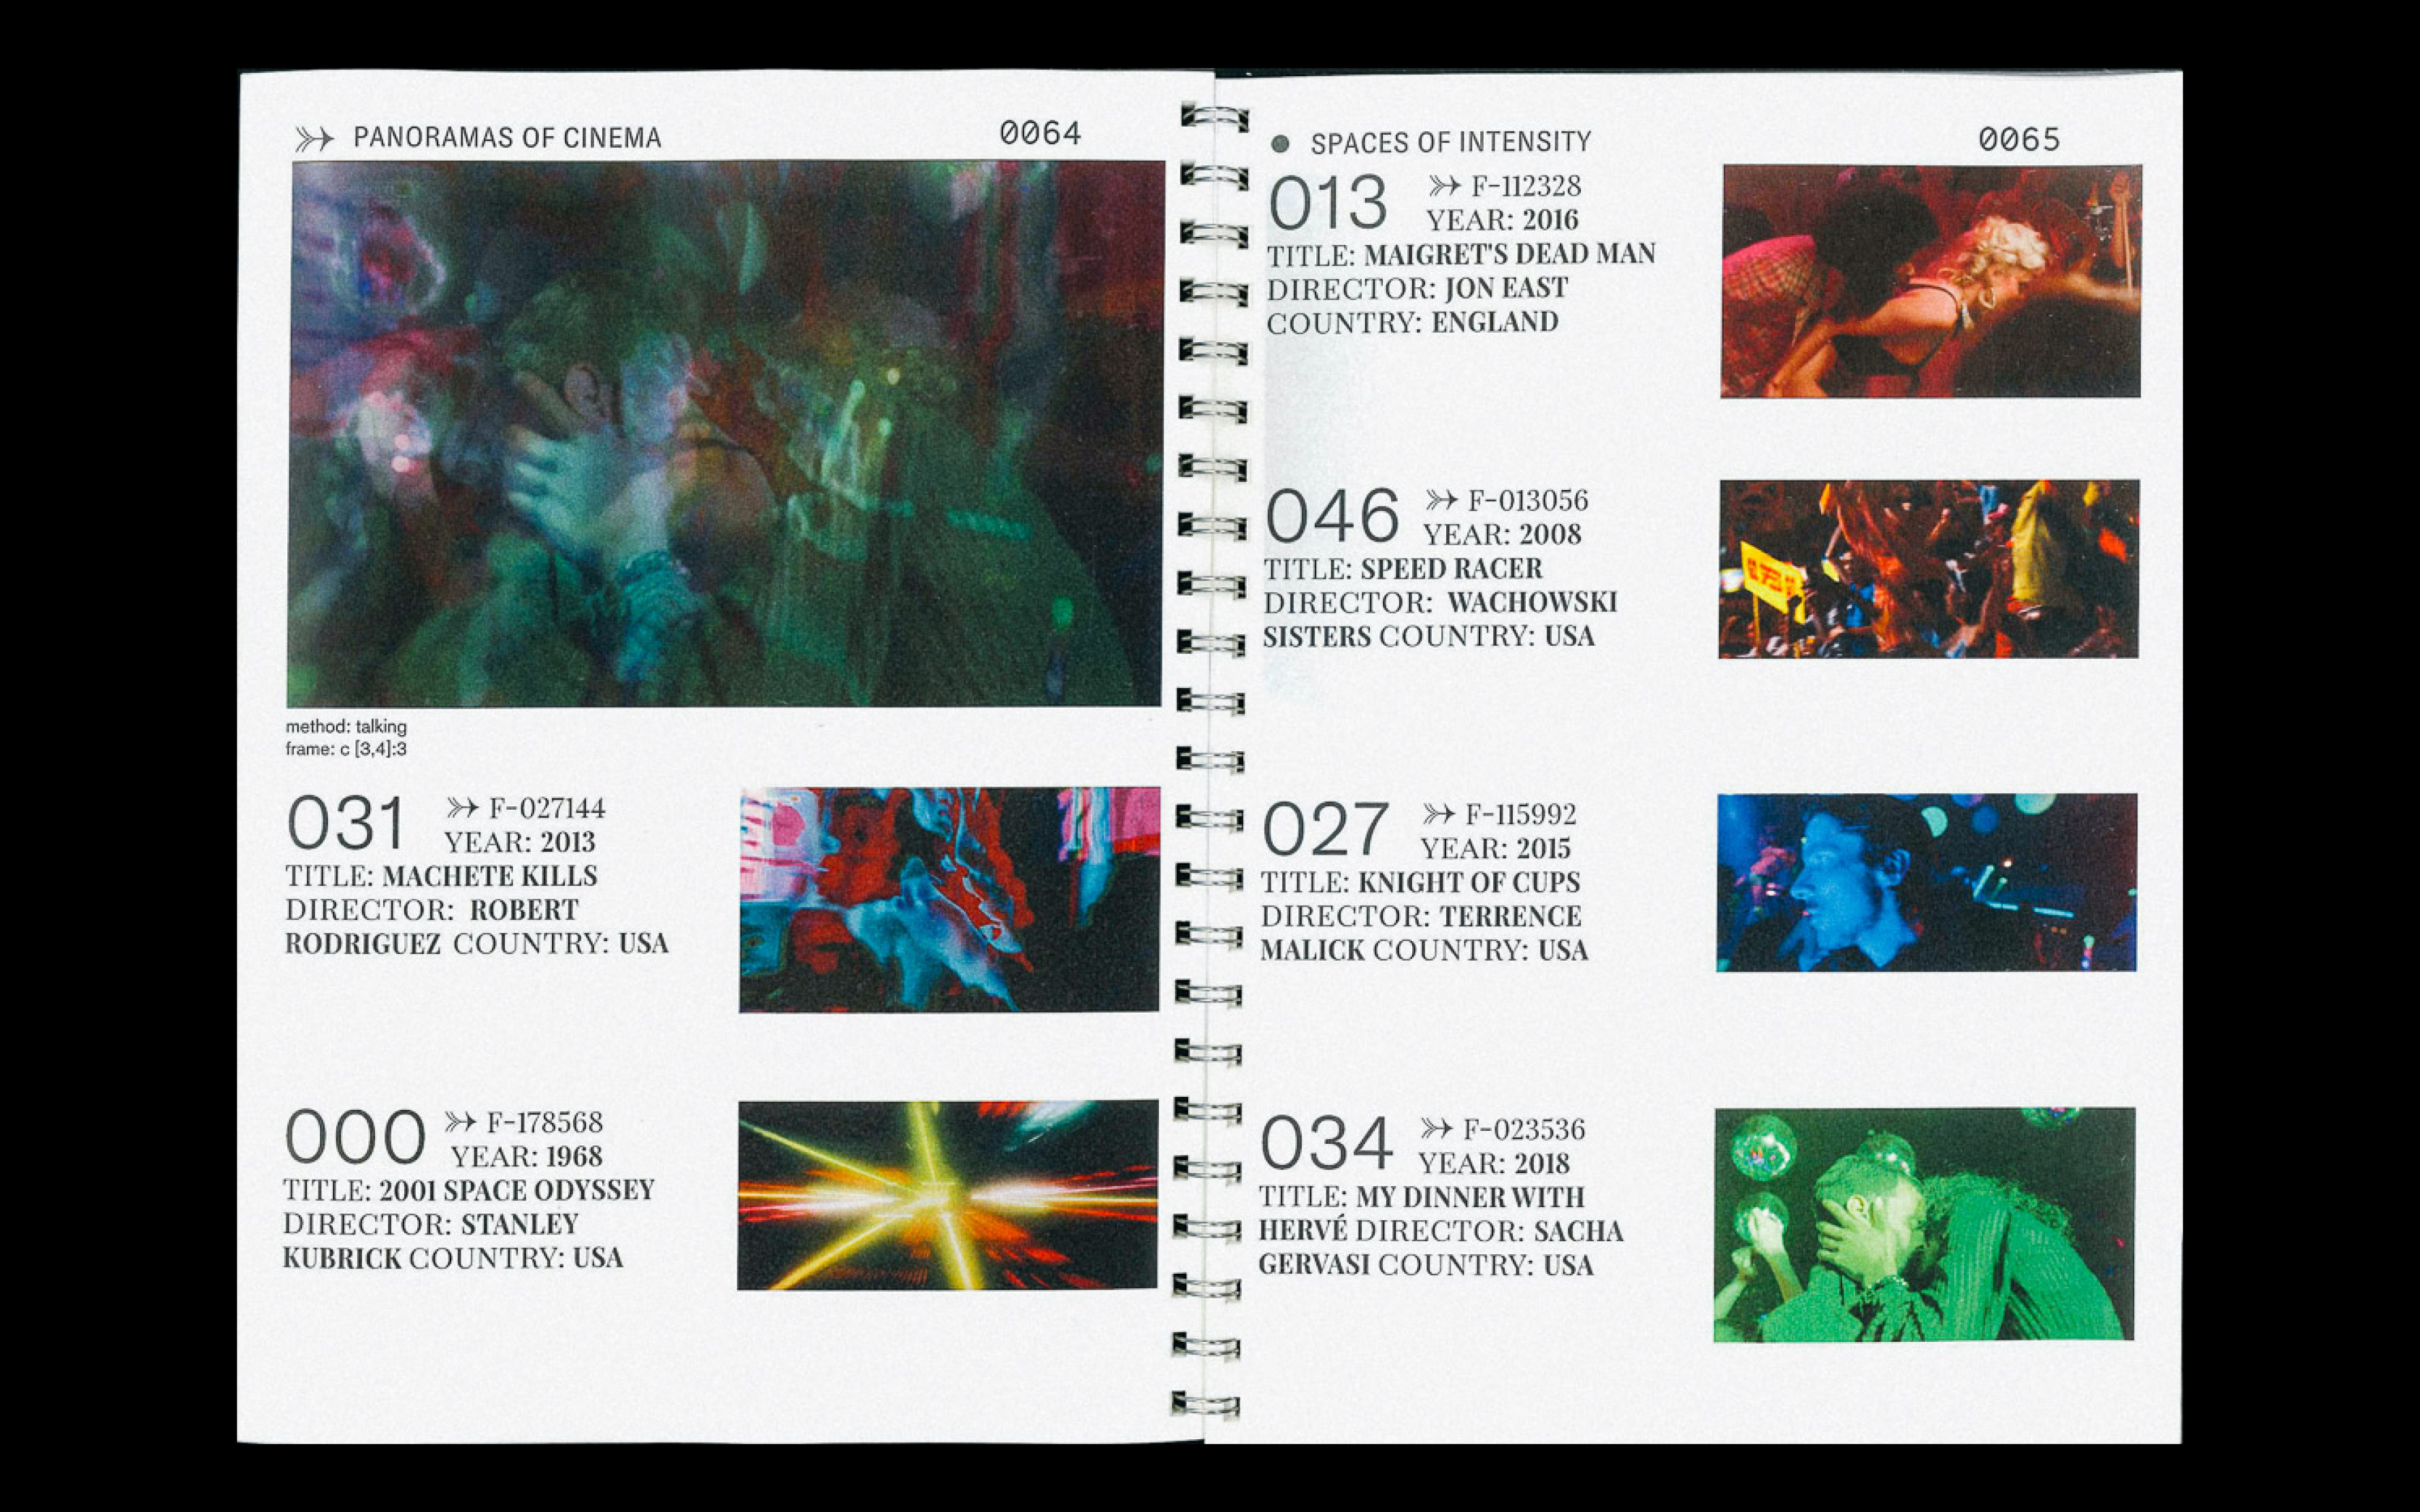 PANORAMAS OF CINEMA
0064
method: talking
frame: c [3,4]:3
031
F-027144
YEAR: 2013
TITLE: MACHETE KILLS
DIRECTOR: ROBERT
RODRIGUEZ COUNTRY: USA
000
F-178568
YEAR: 1968
TITLE: 2001 SPACE ODYSSEY
DIRECTOR: STANLEY
KUBRICK COUNTRY: USA
SPACES OF INTENSITY
0065
013
F-112328
YEAR: 2016
TITLE: MAIGRET'S DEAD MAN
DIRECTOR: JON EAST
COUNTRY: ENGLAND
046
F-013056
YEAR: 2008
TITLE: SPEED RACER
DIRECTOR: WACHOWSKI
SISTERS COUNTRY: USA
027
F-115992
YEAR: 2015
TITLE: KNIGHT OF CUPS
DIRECTOR: TERRENCE
MALICK COUNTRY: USA
034
F-023536
YEAR: 2018
TITLE: MY DINNER WITH
HERVÉ DIRECTOR: SACHA
GERVASI COUNTRY: USA